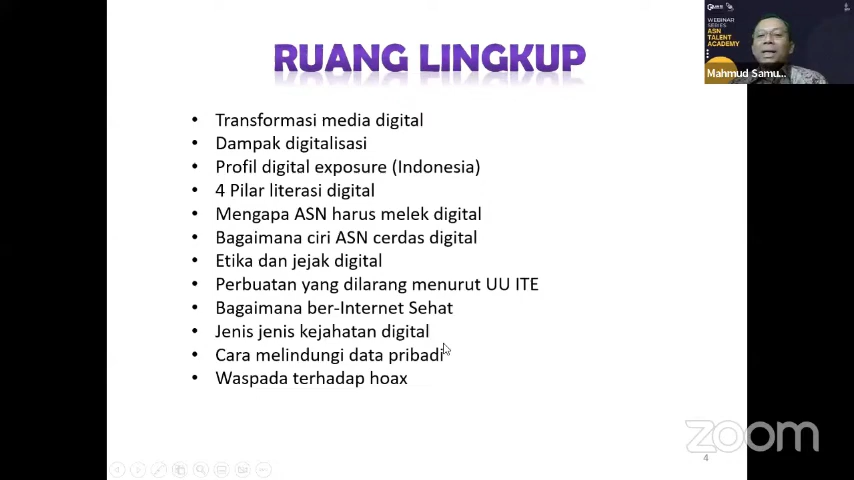 RUANG LINGKUP
• Transformasi media digital
• Dampak digitalisasi
• Profil digital exposure (Indonesia)
• 4 Pilar literasi digital
• Mengapa ASN harus melek digital
• Bagaimana ciri ASN cerdas digital
• Etika dan jejak digital
• Perbuatan yang dilarang menurut UU ITE
• Bagaimana ber-Internet Sehat
• Jenis jenis kejahatan digital
• Cara melindungi data pribadi
• Waspada terhadap hoax
4
WEBINAR
SERIES
ASN
TALENT
ACADEMY
Mahmud Samu...
zoom